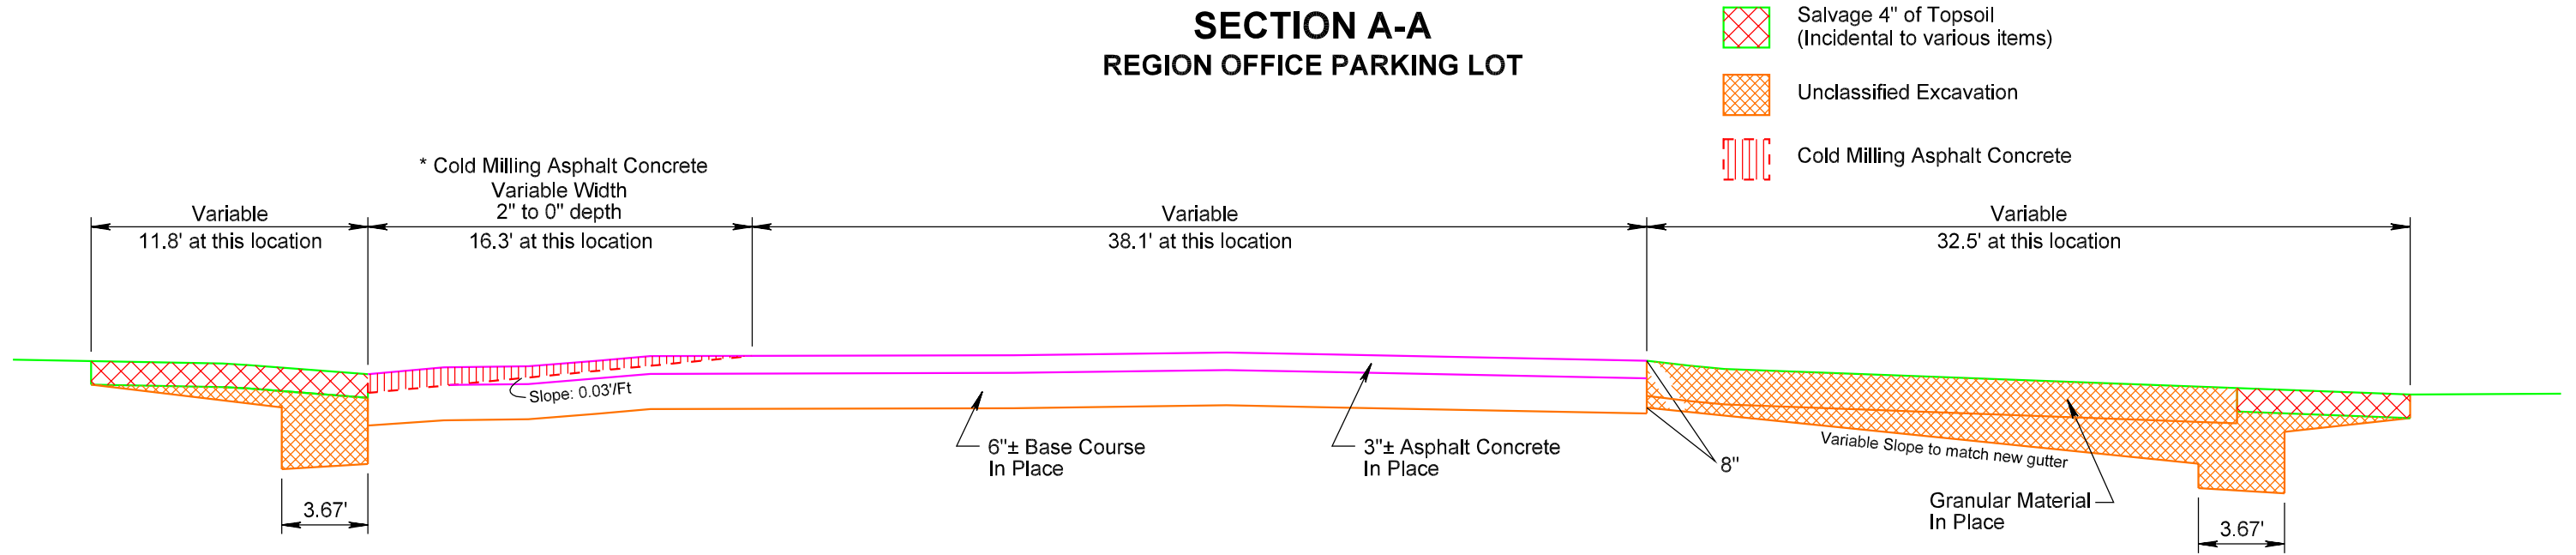 SECTION A-A
REGION OFFICE PARKING LOT
Salvage 4" of Topsoil
(Incidental to various items)
Unclassified Excavation
Cold Milling Asphalt Concrete
* Cold Milling Asphalt Concrete
Variable Width
2" to 0" depth
16.3' at this location
Variable
11.8' at this location
Variable
38.1' at this location
Variable
32.5' at this location
Slope: 0.03'/Ft
6"± Base Course
In Place
3"± Asphalt Concrete
In Place
8"
Variable Slope to match new gutter
Granular Material
In Place
3.67'
3.67'